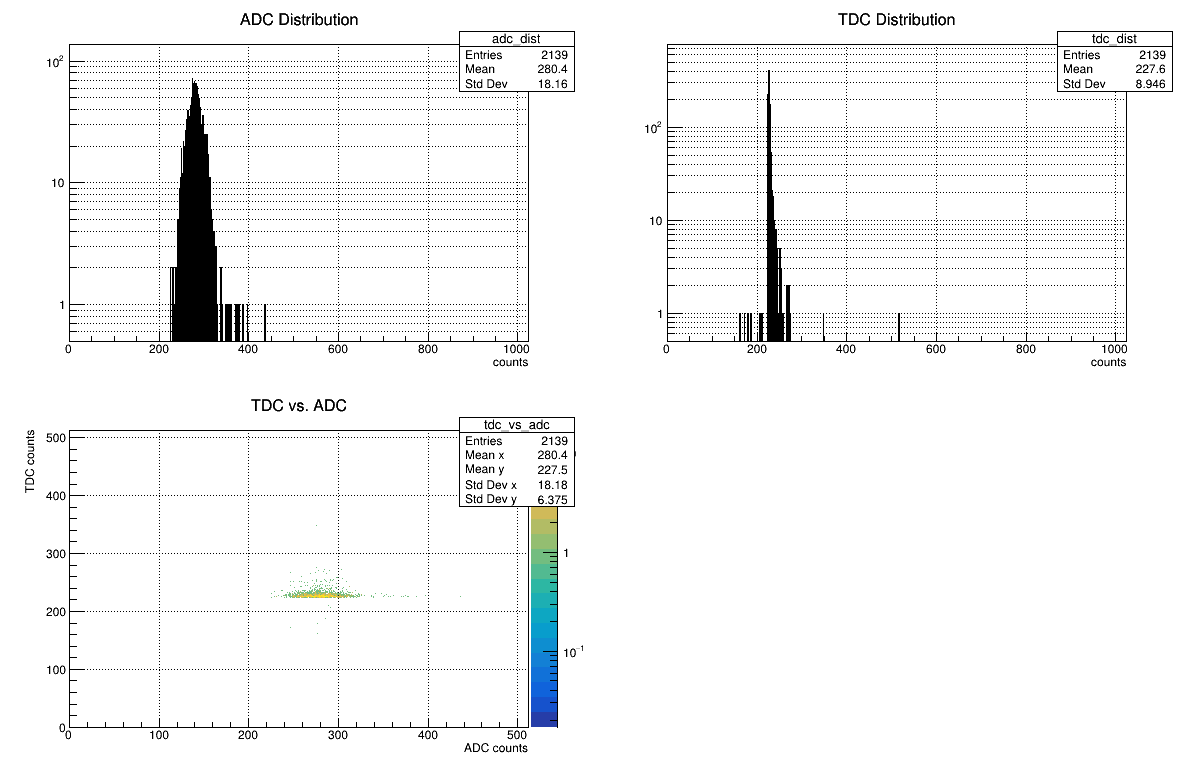 ADC Distribution
adc_dist
Entries 2139
Mean 280.4
Std Dev 18.16
10²
10
1
0 200 400 600 800 1000
counts
TDC Distribution
tdc_dist
Entries 2139
Mean 227.6
Std Dev 8.946
10²
10
1
0 200 400 600 800 1000
counts
TDC vs. ADC
tdc_vs_adc
Entries 2139
Mean x 280.4
Mean y 227.5
Std Dev x 18.18
Std Dev y 6.375
TDC counts
500
400
300
200
100
0
0 100 200 300 400 500
ADC counts
1
10⁻¹